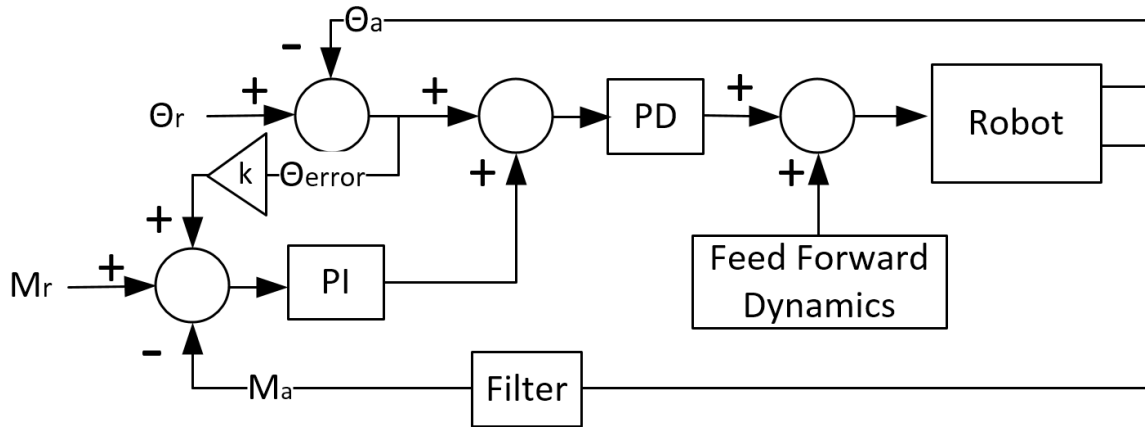 Θa
-
+
+
+
Θr
PD
Robot
k
Θerror
+
+
+
Mr
+
PI
Feed Forward
Dynamics
-
Ma
Filter